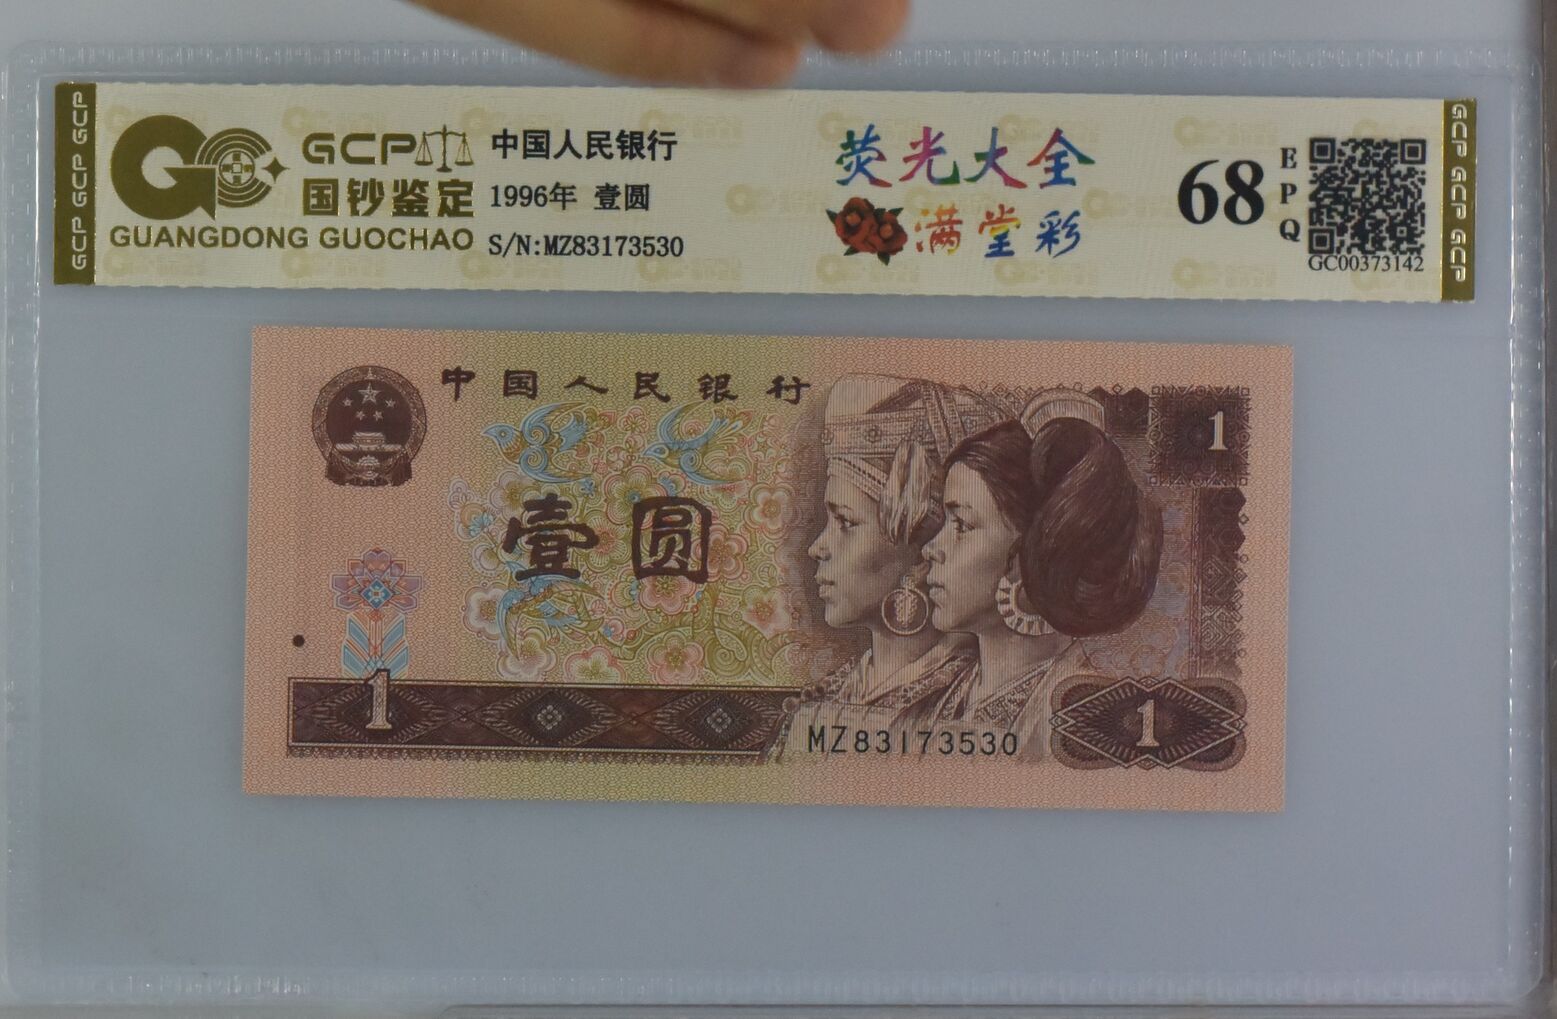 GCP GCP GCP
GCP
国钞鉴定
GUANGDONG GUOCHAO
中国人民银行
1996年 壹圆
S/N:MZ83173530
荧光大全
满堂彩
68
EPQ
GC00373142
GCP GCP GCP
中国人民银行
1
壹圆
1
MZ83173530
1